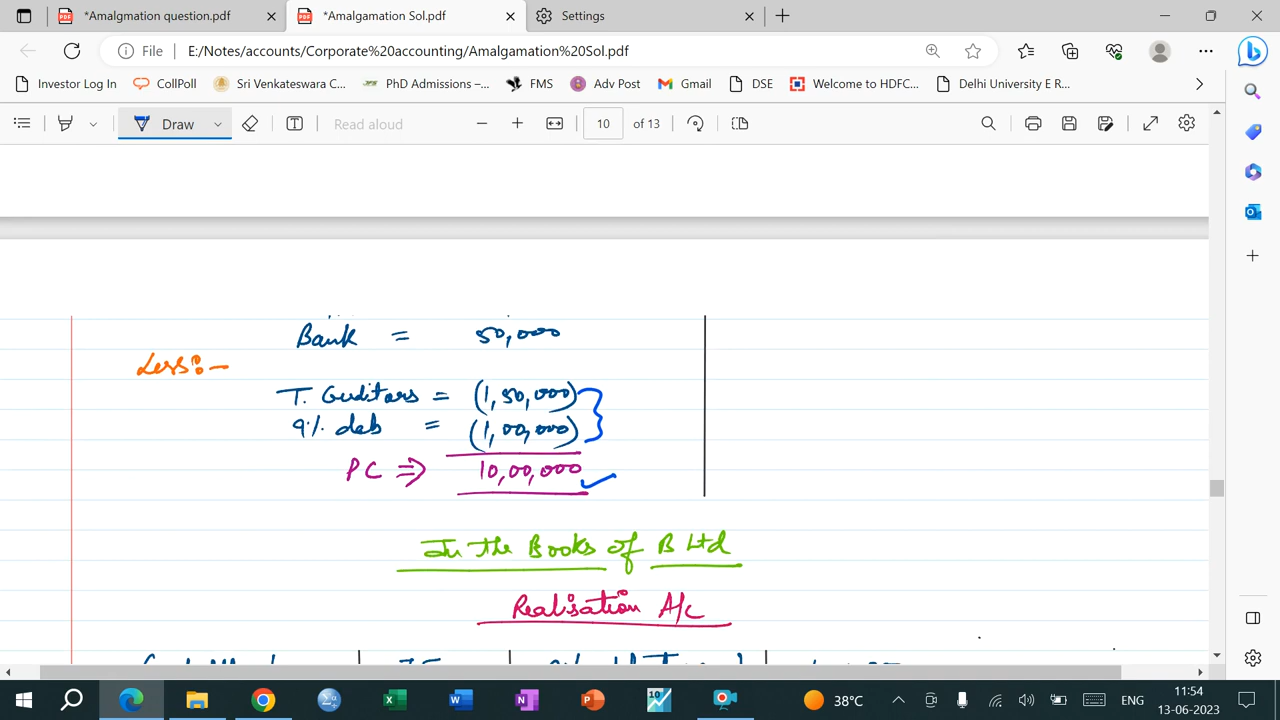 *Amalgmation question.pdf
*Amalgamation Sol.pdf
Settings
File
E:/Notes/accounts/Corporate%20accounting/Amalgamation%20Sol.pdf
Investor Log In
CollPoll
Sri Venkateswara C...
PhD Admissions –...
FMS
Adv Post
Gmail
DSE
Welcome to HDFC...
Delhi University E R...
Draw
Read aloud
10 of 13
Bank = 50,000
Less:-
T. Creditors = (1,50,000)
9% deb = (1,00,000)
PC ⇒ 10,00,000
In the Books of B Ltd
Realisation A/c
38°C
ENG
11:54
13-06-2023